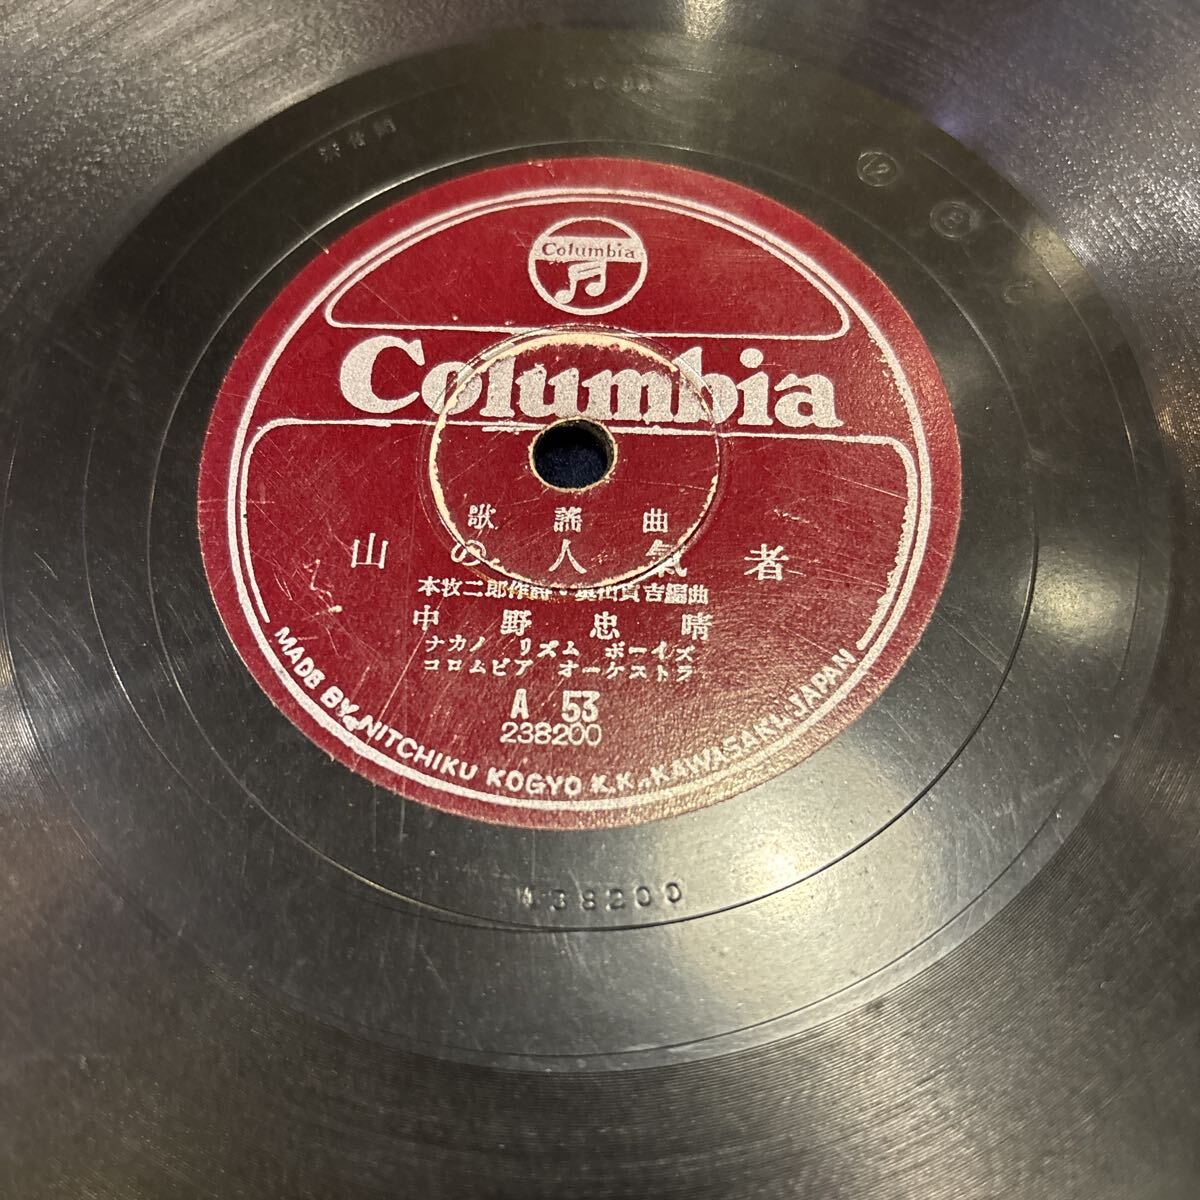 Columbia
Columbia
歌謠曲
山の人氣者
本牧二郎作詩・奥山貞吉編曲
中野忠晴
ナカノ リズム ボーイズ
コロムビア オーケストラ
A 53
238200
MADE BY NITCHIKU KOGYO K.K., KAWASAKI, JAPAN
38200